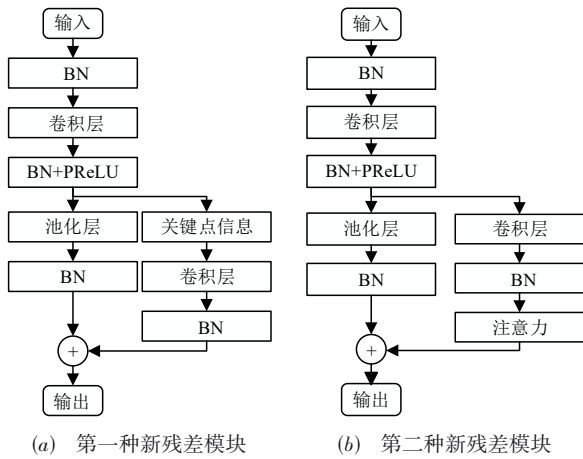 输入
BN
卷积层
BN+PReLU
池化层
关键点信息
BN
卷积层
BN
+
输出
(a) 第一种新残差模块
输入
BN
卷积层
BN+PReLU
池化层
卷积层
BN
BN
注意力
+
输出
(b) 第二种新残差模块